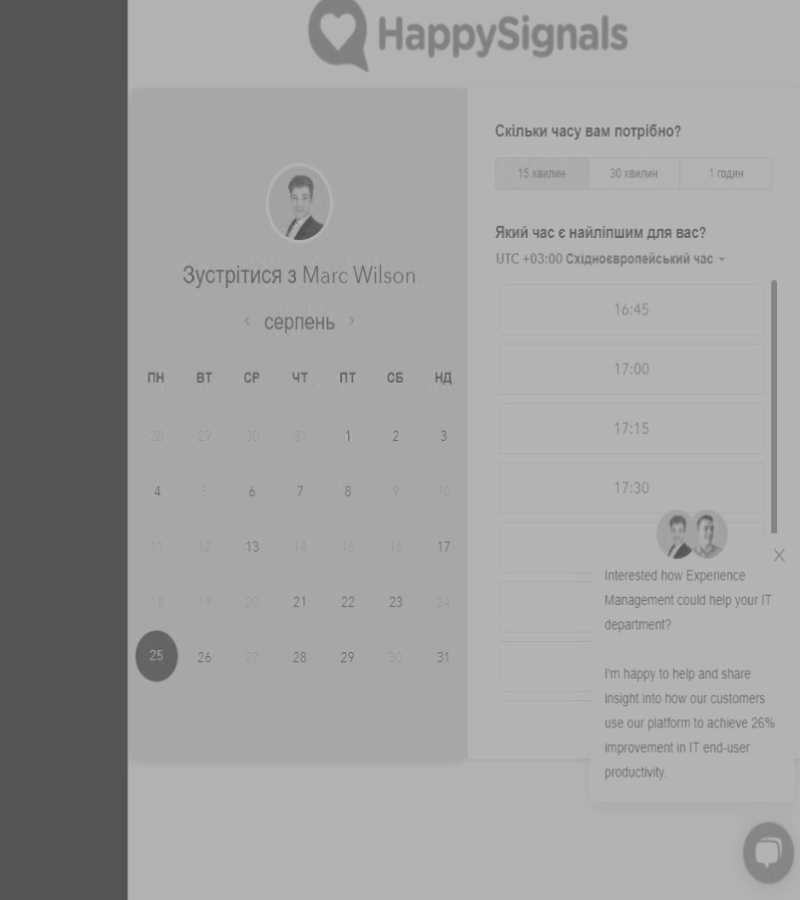 HappySignals
Зустрітися з Marc Wilson
серпень
ПН ВТ СР ЧТ ПТ СБ НД
28 29 30 31 1 2 3
4 5 6 7 8 9 10
11 12 13 14 15 16 17
18 19 20 21 22 23 24
25 26 27 28 29 30 31
Скільки часу вам потрібно?
15 хвилин 30 хвилин 1 годин
Який час є найліпшим для вас?
UTC +03:00 Східноєвропейський час
16:45
17:00
17:15
17:30
Interested how Experience
Management could help your IT
department?
I'm happy to help and share
insight into how our customers
use our platform to achieve 26%
improvement in IT end-user
productivity.